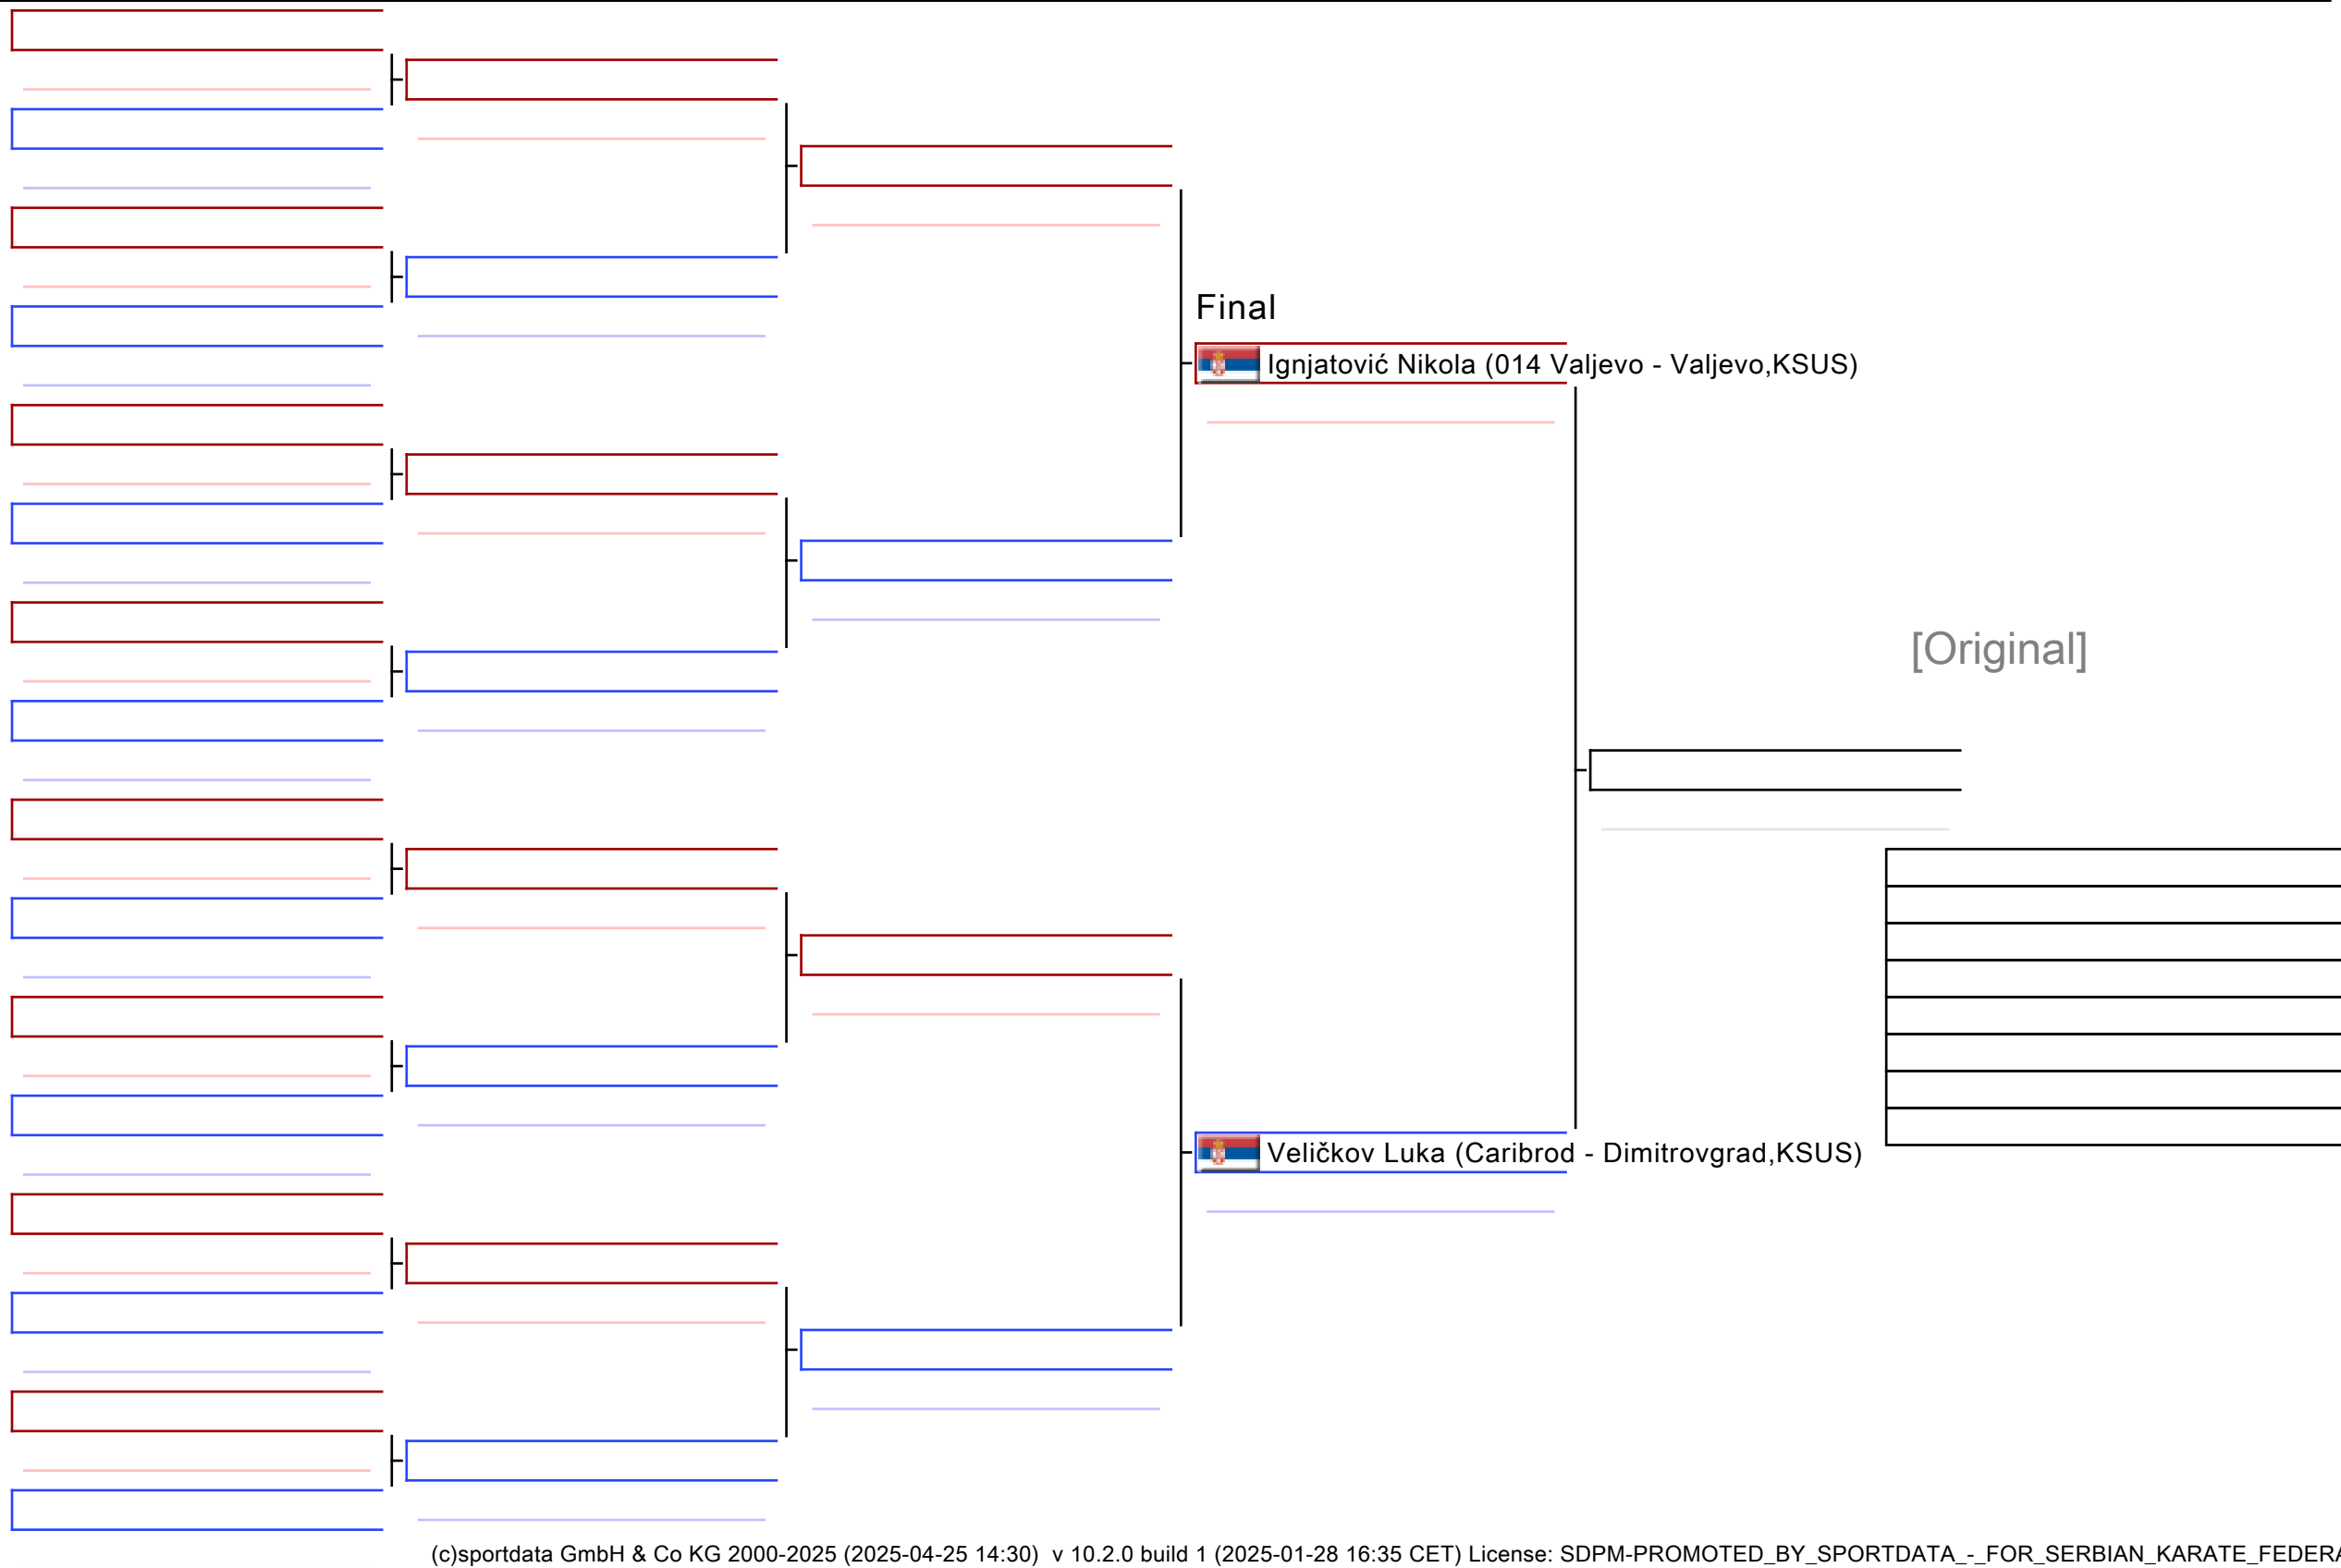 Final
Ignjatović Nikola (014 Valjevo - Valjevo,KSUS)
[Original]
Veličkov Luka (Caribrod - Dimitrovgrad,KSUS)
(c)sportdata GmbH & Co KG 2000-2025 (2025-04-25 14:30)  v 10.2.0 build 1 (2025-01-28 16:35 CET) License: SDPM-PROMOTED_BY_SPORTDATA_-_FOR_SERBIAN_KARATE_FEDERA